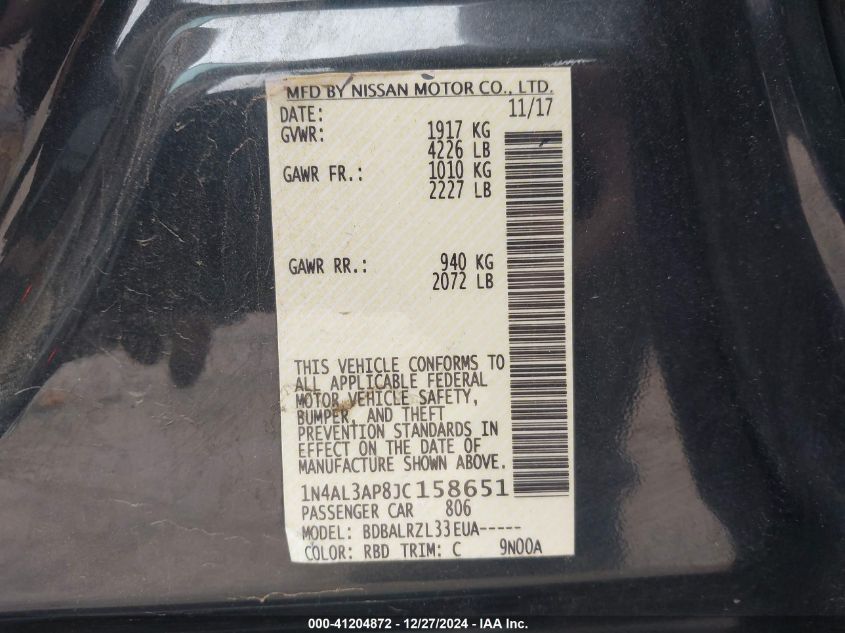 MFD BY NISSAN MOTOR CO., LTD.
DATE: 11/17
GVWR: 1917 KG
4226 LB
GAWR FR.: 1010 KG
2227 LB
GAWR RR.: 940 KG
2072 LB
THIS VEHICLE CONFORMS TO
ALL APPLICABLE FEDERAL
MOTOR VEHICLE SAFETY,
BUMPER, AND THEFT
PREVENTION STANDARDS IN
EFFECT ON THE DATE OF
MANUFACTURE SHOWN ABOVE.
1N4AL3AP8JC158651
PASSENGER CAR 806
MODEL: BDBALRZL33EUA-----
COLOR: RBD TRIM: C 9N00A
000-41204872 - 12/27/2024 - IAA Inc.